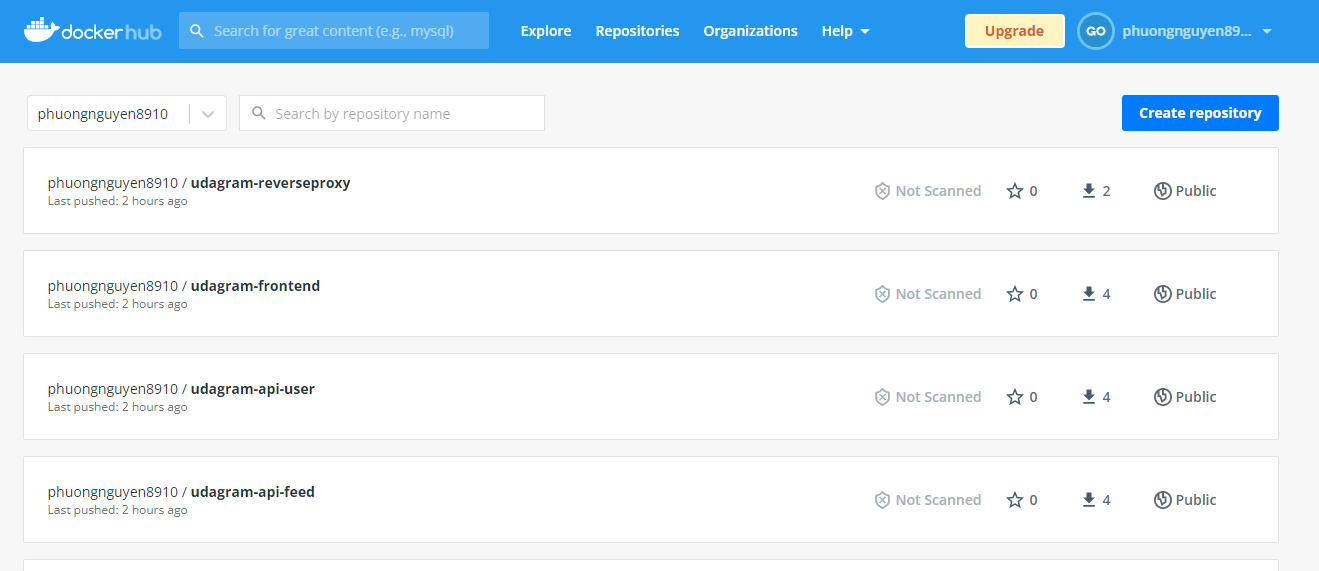 dockerhub Search for great content (e.g., mysql) Explore Repositories Organizations Help Upgrade GO phuongnguyen89...
phuongnguyen8910 Search by repository name Create repository
phuongnguyen8910 / udagram-reverseproxy
Last pushed: 2 hours ago
Not Scanned 0 2 Public
phuongnguyen8910 / udagram-frontend
Last pushed: 2 hours ago
Not Scanned 0 4 Public
phuongnguyen8910 / udagram-api-user
Last pushed: 2 hours ago
Not Scanned 0 4 Public
phuongnguyen8910 / udagram-api-feed
Last pushed: 2 hours ago
Not Scanned 0 4 Public